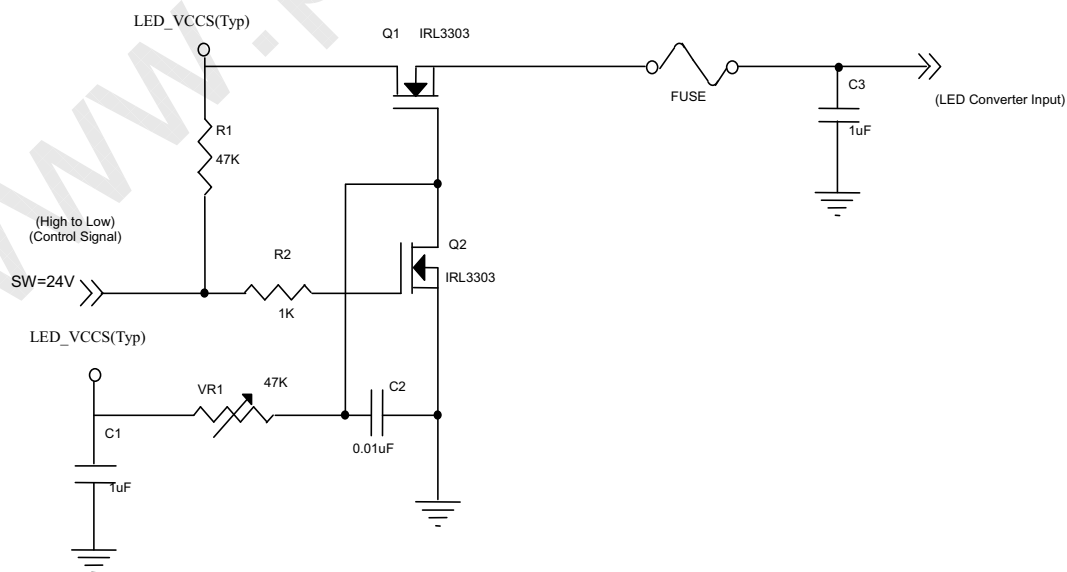 LED_VCCS(Typ)
Q1 IRL3303
FUSE
C3
(LED Converter Input)
1uF
R1
47K
(High to Low)
(Control Signal)
SW=24V
R2
1K
Q2
IRL3303
LED_VCCS(Typ)
VR1
47K
C2
0.01uF
C1
1uF
www.p